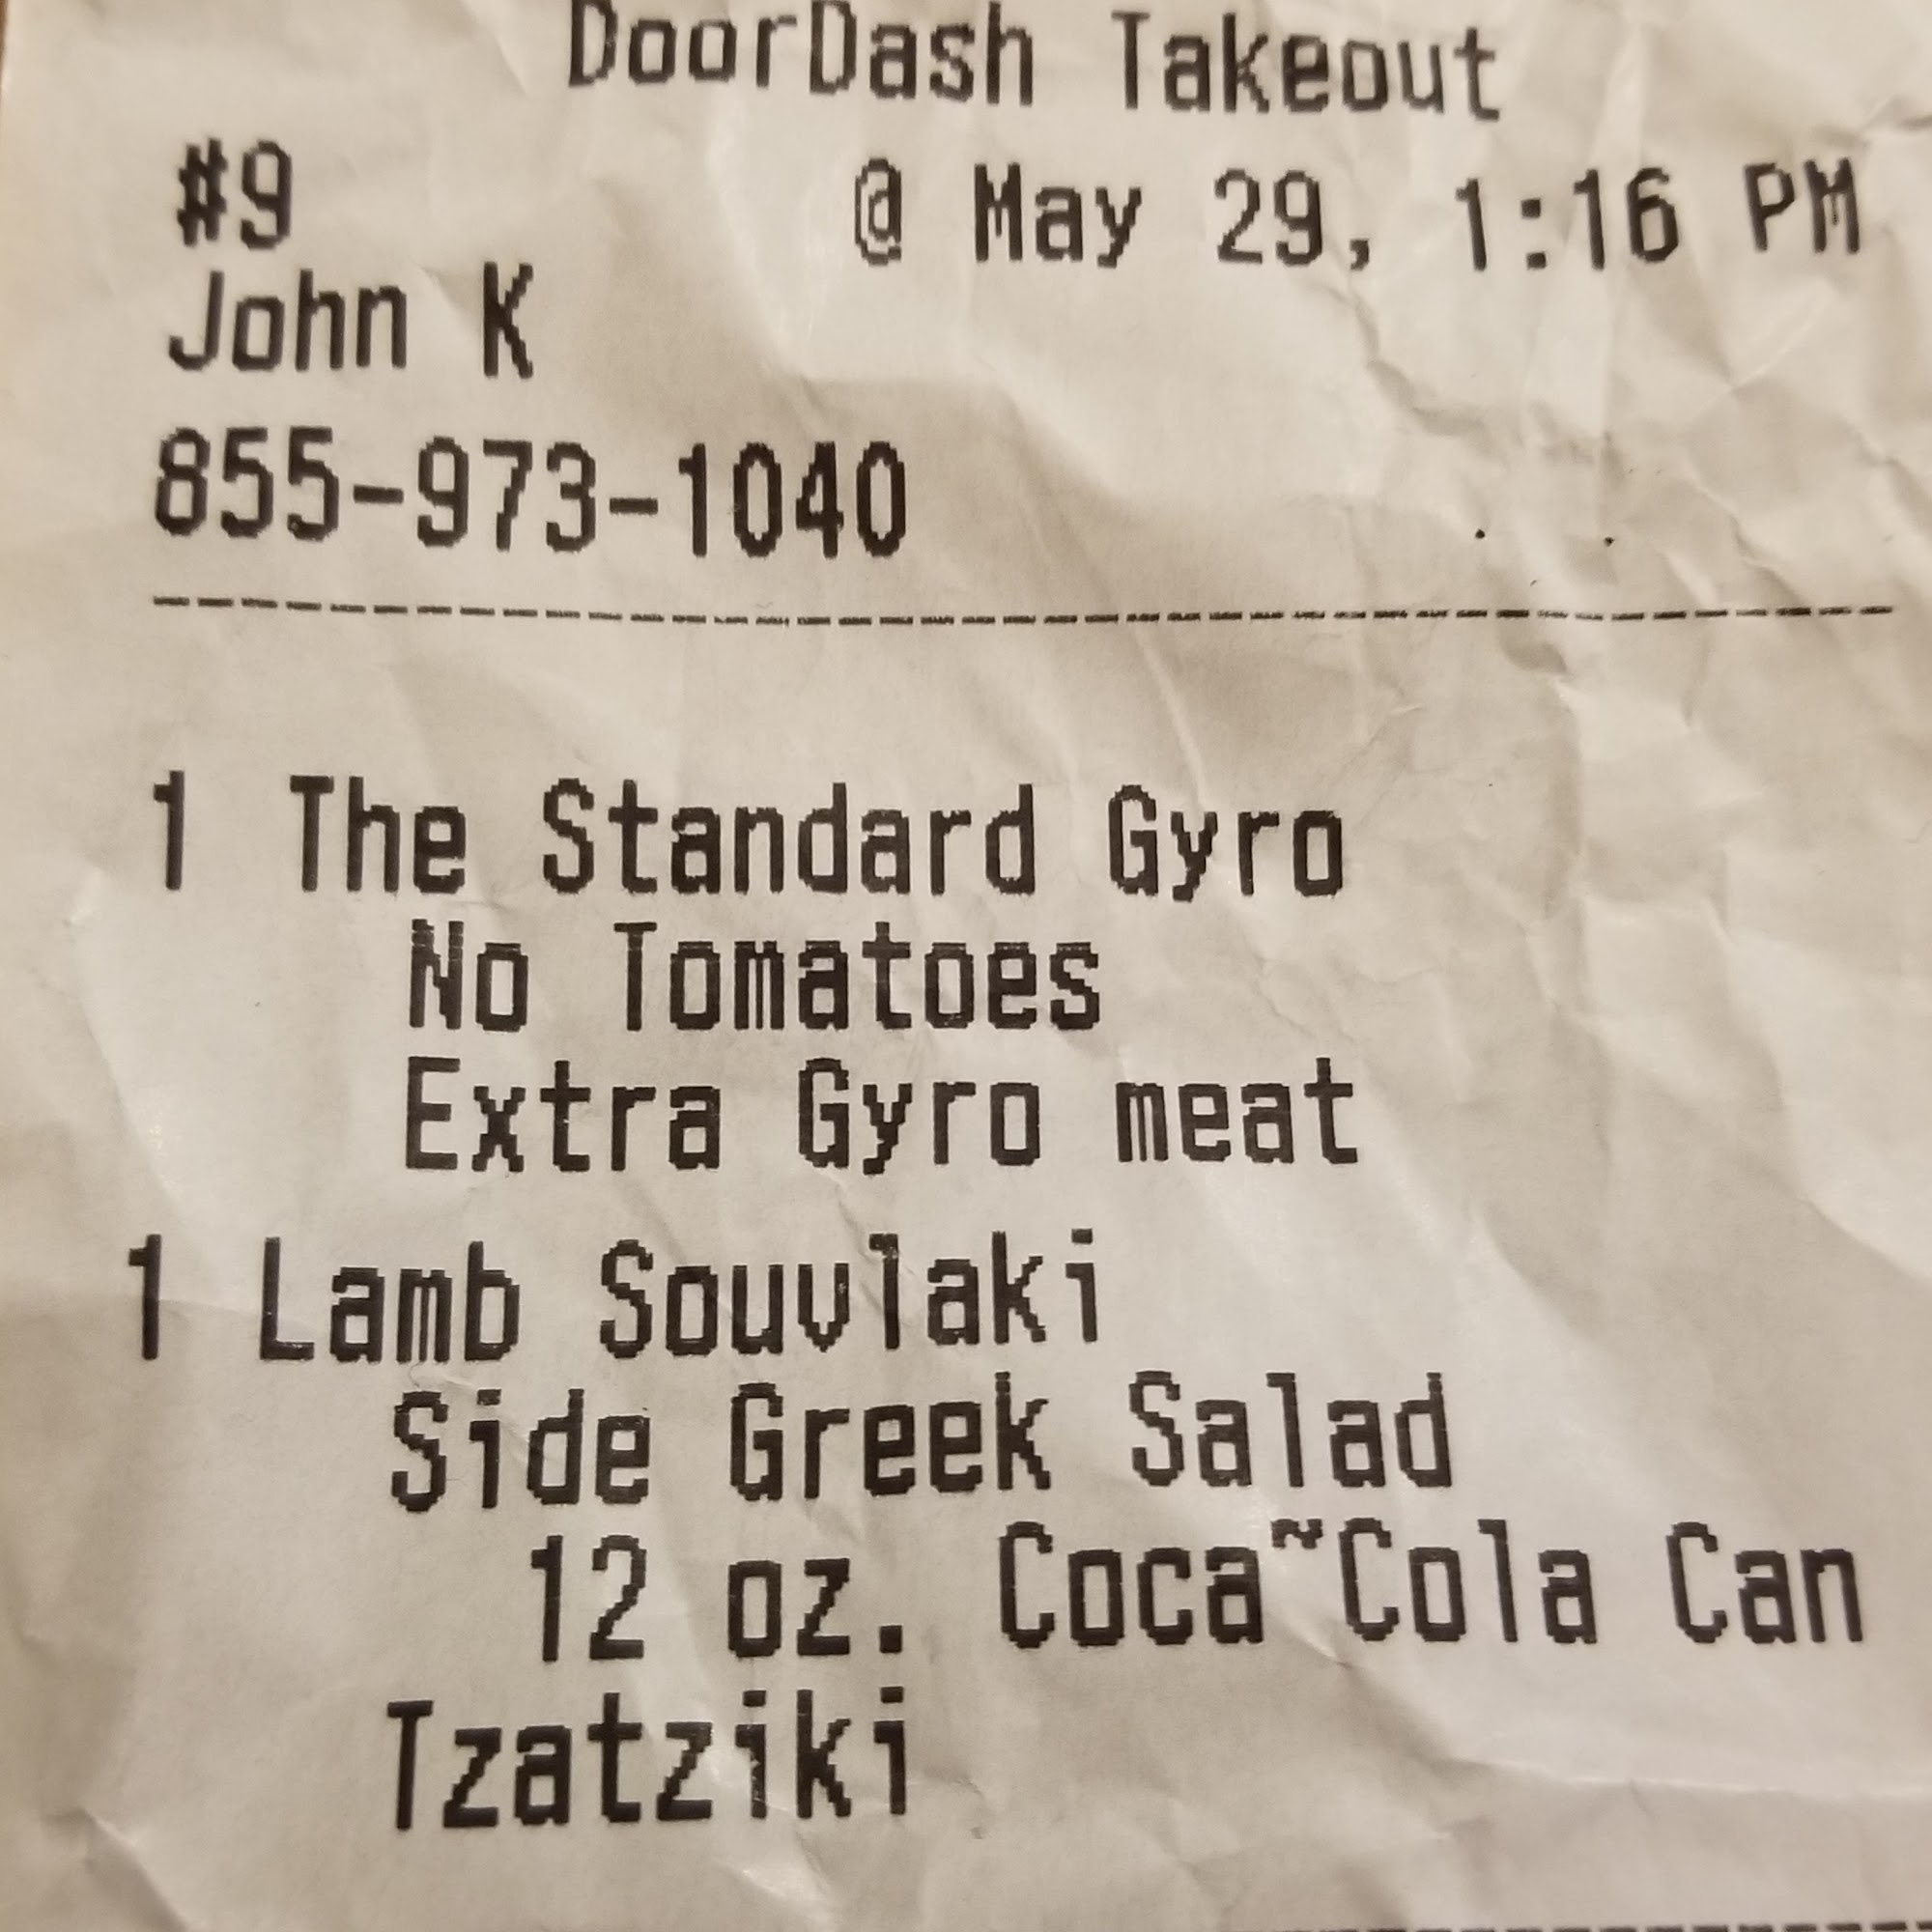 DoorDash Takeout
#9 @ May 29, 1:16 PM
John K
855-973-1040
1 The Standard Gyro
No Tomatoes
Extra Gyro meat
1 Lamb Souvlaki
Side Greek Salad
12 oz. Coca~Cola Can
Tzatziki